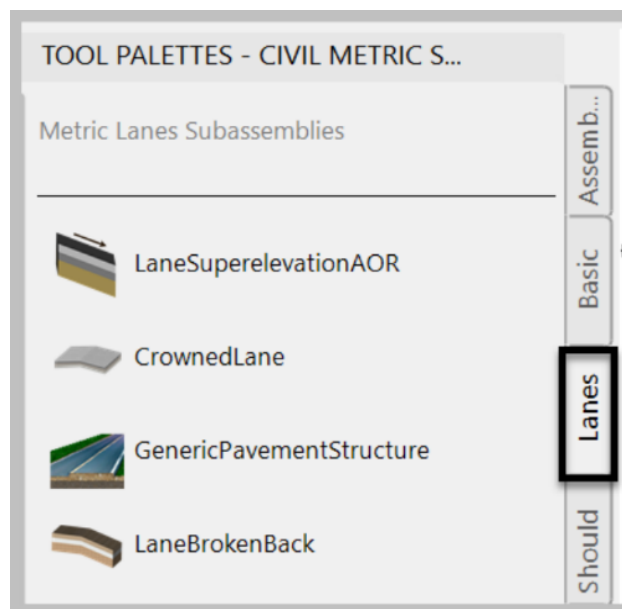 TOOL PALETTES - CIVIL METRIC S...
Metric Lanes Subassemblies
LaneSuperelevationAOR
CrownedLane
GenericPavementStructure
LaneBrokenBack
Assemb...
Basic
Lanes
Should